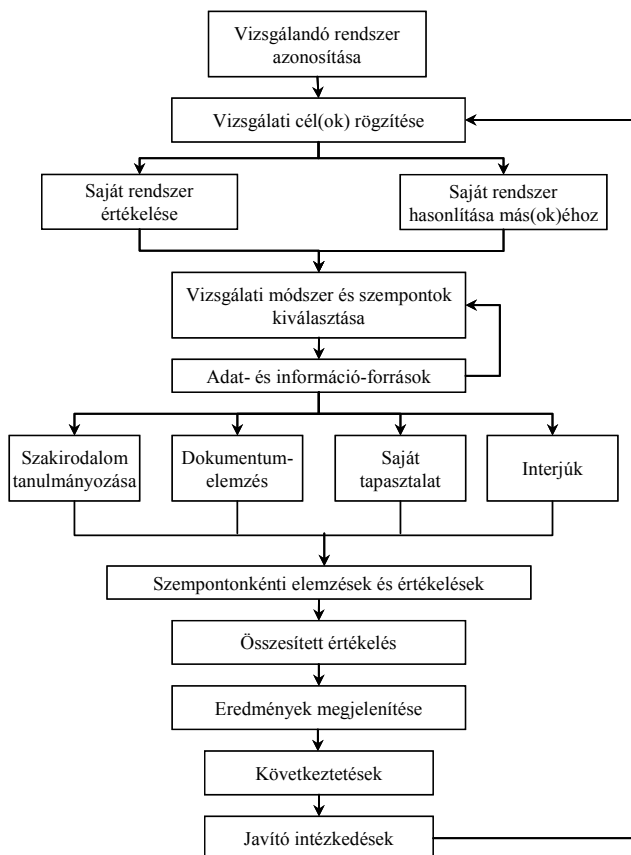 Vizsgálandó rendszer
azonosítása
Vizsgálati cél(ok) rögzítése
Saját rendszer
értékelése
Saját rendszer
hasonlítása más(ok)éhoz
Vizsgálati módszer és szempontok
kiválasztása
Adat- és információ-források
Szakirodalom
tanulmányozása
Dokumentum-
elemzés
Saját
tapasztalat
Interjúk
Szempontonkénti elemzések és értékelések
Összesített értékelés
Eredmények megjelenítése
Következtetések
Javító intézkedések